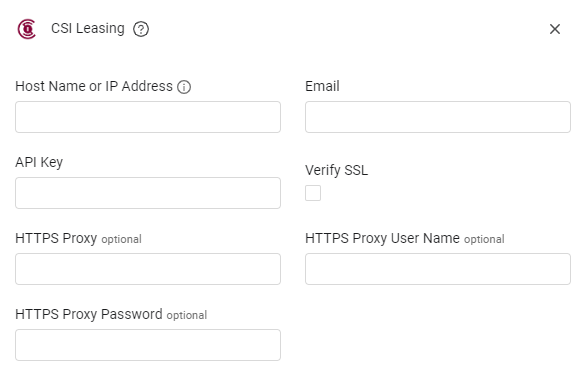 CSI Leasing
Host Name or IP Address
Email
API Key
Verify SSL
HTTPS Proxy optional
HTTPS Proxy User Name optional
HTTPS Proxy Password optional